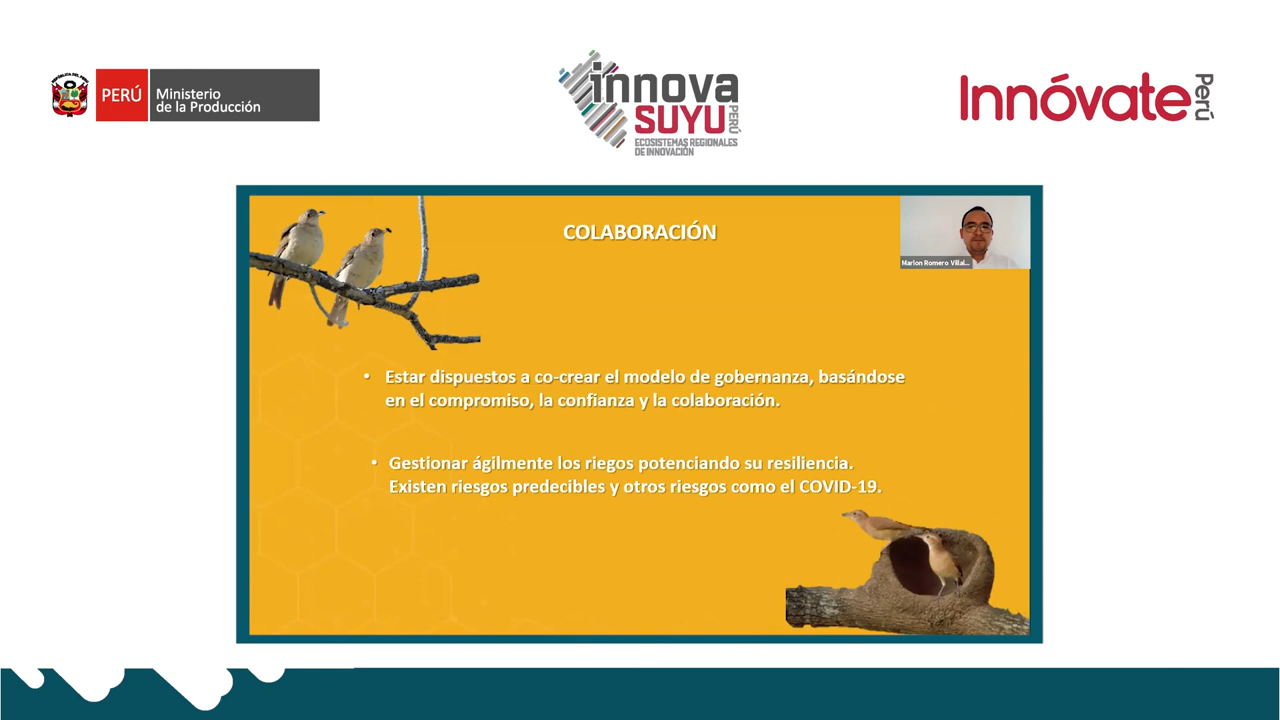 PERÚ
Ministerio
de la Producción
innova
SUYU
PERÚ
ECOSISTEMAS REGIONALES
DE INNOVACIÓN
Innóvate
Perú
COLABORACIÓN
Marlon Romero Villal...
• Estar dispuestos a co-crear el modelo de gobernanza, basándose
en el compromiso, la confianza y la colaboración.
• Gestionar ágilmente los riegos potenciando su resiliencia.
Existen riesgos predecibles y otros riesgos como el COVID-19.